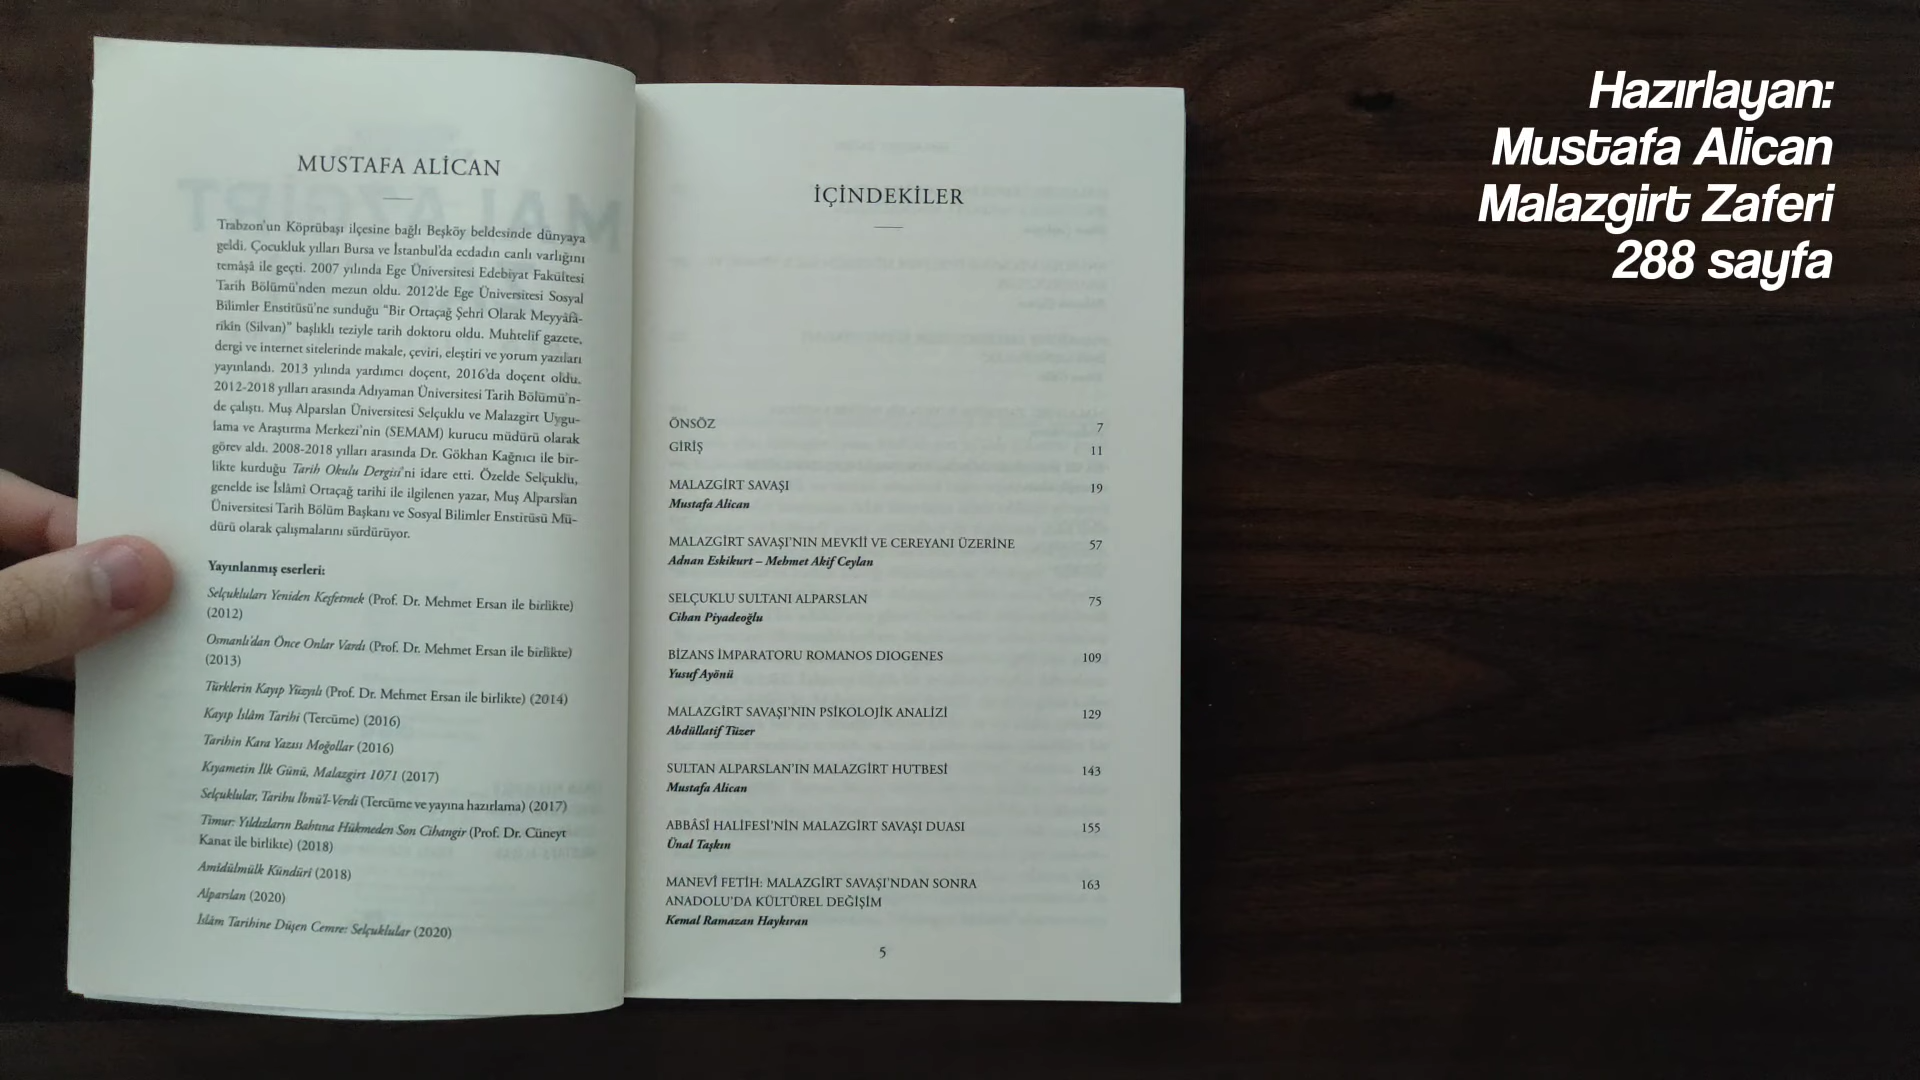 MUSTAFA ALİCAN
Trabzon'un Köprübaşı ilçesine bağlı Beşköy beldesinde dünyaya
geldi. Çocukluk yılları Bursa ve İstanbul'da ecdadın canlı varlığını
temâşâ ile geçti. 2007 yılında Ege Üniversitesi Edebiyat Fakültesi
Tarih Bölümü'nden mezun oldu. 2012'de Ege Üniversitesi Sosyal
Bilimler Enstitüsü'ne sunduğu “Bir Ortaçağ Şehri Olarak Meyyâfâ-
rikîn (Silvan)” başlıklı teziyle tarih doktoru oldu. Muhtelif gazete,
dergi ve internet sitelerinde makale, çeviri, eleştiri ve yorum yazıları
yayınlandı. 2013 yılında yardımcı doçent, 2016'da doçent oldu.
2012-2018 yılları arasında Adıyaman Üniversitesi Tarih Bölümü'n-
de çalıştı. Muş Alparslan Üniversitesi Selçuklu ve Malazgirt Uygu-
lama ve Araştırma Merkezi'nin (SEMAM) kurucu müdürü olarak
görev aldı. 2008-2018 yılları arasında Dr. Gökhan Kağnıcı ile bir-
likte kurduğu Tarih Okulu Dergisi'ni idare etti. Özelde Selçuklu,
genelde ise İslâmî Ortaçağ tarihi ile ilgilenen yazar, Muş Alparslan
Üniversitesi Tarih Bölüm Başkanı ve Sosyal Bilimler Enstitüsü Mü-
dürü olarak çalışmalarını sürdürüyor.
Yayınlanmış eserleri:
Selçukluları Yeniden Keşfetmek (Prof. Dr. Mehmet Ersan ile birlikte)
(2012)
Osmanlı'dan Önce Onlar Vardı (Prof. Dr. Mehmet Ersan ile birlikte)
(2013)
Türklerin Kayıp Yüzyılı (Prof. Dr. Mehmet Ersan ile birlikte) (2014)
Kayıp İslâm Tarihi (Tercüme) (2016)
Tarihin Kara Yazısı Moğollar (2016)
Kıyametin İlk Günü, Malazgirt 1071 (2017)
Selçuklular, Tarihu İbnü'l-Verdi (Tercüme ve yayına hazırlama) (2017)
Timur: Yıldızların Bahtına Hükmeden Son Cihangir (Prof. Dr. Cüneyt
Kanat ile birlikte) (2018)
Amîdülmülk Kündürî (2018)
Alparslan (2020)
İslâm Tarihine Düşen Cemre: Selçuklular (2020)
İÇİNDEKİLER
ÖNSÖZ 7
GİRİŞ 11
MALAZGİRT SAVAŞI 19
Mustafa Alican
MALAZGİRT SAVAŞI'NIN MEVKİİ VE CEREYANI ÜZERİNE 57
Adnan Eskikurt – Mehmet Akif Ceylan
SELÇUKLU SULTANI ALPARSLAN 75
Cihan Piyadeoğlu
BİZANS İMPARATORU ROMANOS DIOGENES 109
Yusuf Ayönü
MALAZGİRT SAVAŞI'NIN PSİKOLOJİK ANALİZİ 129
Abdüllatif Tüzer
SULTAN ALPARSLAN'IN MALAZGİRT HUTBESİ 143
Mustafa Alican
ABBÂSÎ HALİFESİ'NİN MALAZGİRT SAVAŞI DUASI 155
Ünal Taşkın
MANEVÎ FETİH: MALAZGİRT SAVAŞI'NDAN SONRA 163
ANADOLU'DA KÜLTÜREL DEĞİŞİM
Kemal Ramazan Haykıran
5
Hazırlayan:
Mustafa Alican
Malazgirt Zaferi
288 sayfa